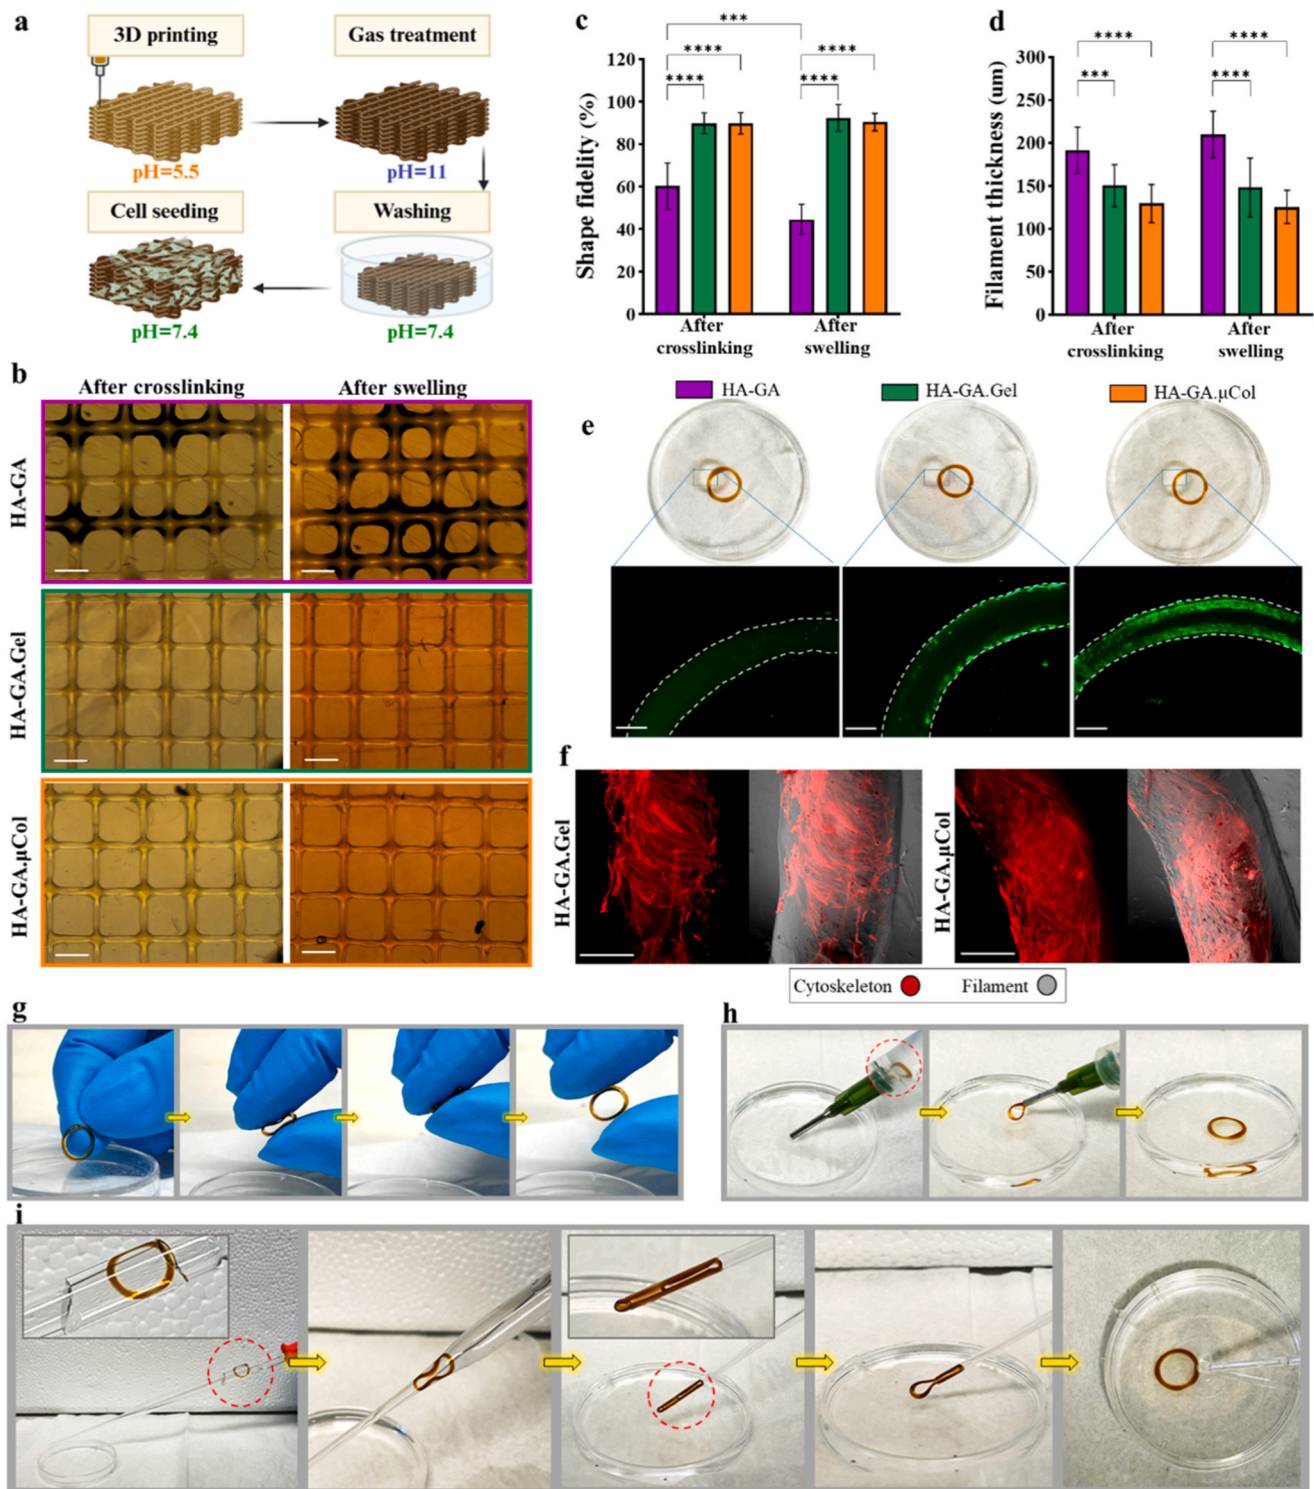 a
3D printing
Gas treatment
pH=5.5
pH=11
Cell seeding
Washing
pH=7.4
pH=7.4
b
After crosslinking
After swelling
HA-GA
HA-GA.Gel
HA-GA.µCol
c
***
****
****
****
****
Shape fidelity (%)
120
100
80
60
40
20
0
After
crosslinking
After
swelling
d
****
***
****
****
Filament thickness (um)
300
250
200
150
100
50
0
After
crosslinking
After
swelling
HA-GA
HA-GA.Gel
HA-GA.µCol
e
f
HA-GA.Gel
HA-GA.µCol
Cytoskeleton
Filament
g
h
i